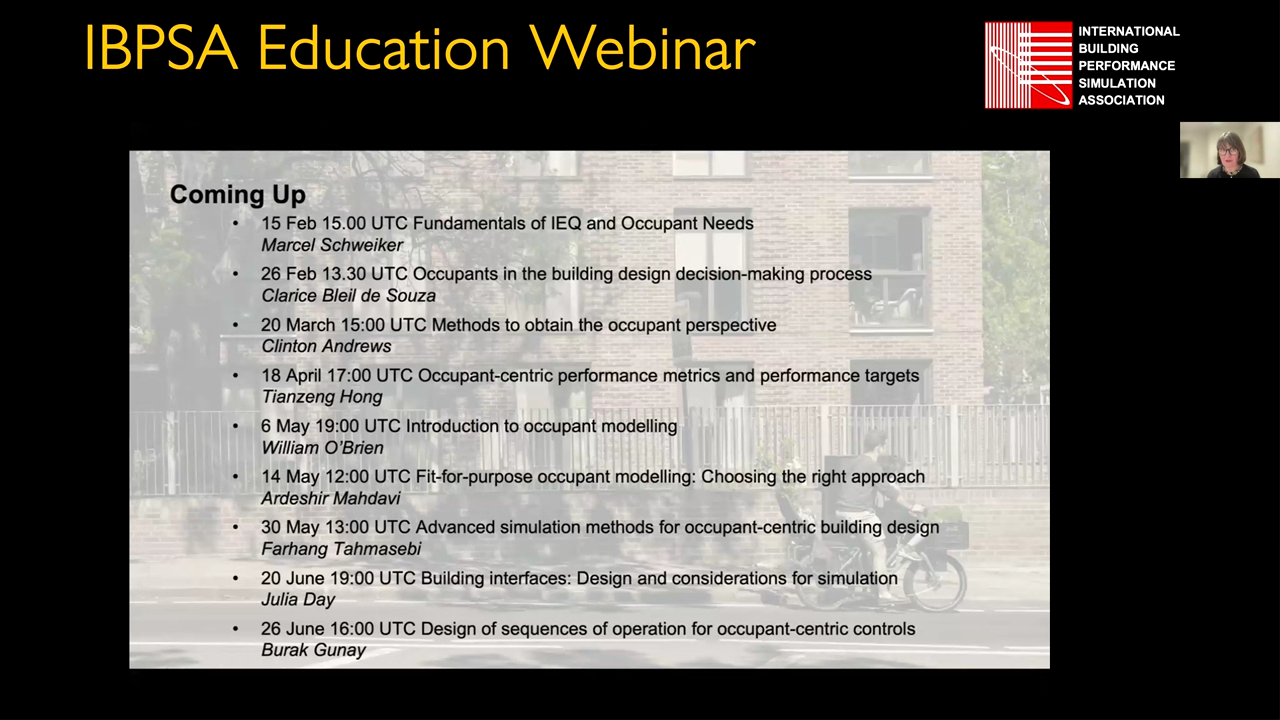 IBPSA Education Webinar
INTERNATIONAL
BUILDING
PERFORMANCE
SIMULATION
ASSOCIATION
Coming Up
• 15 Feb 15.00 UTC Fundamentals of IEQ and Occupant Needs
Marcel Schweiker
• 26 Feb 13.30 UTC Occupants in the building design decision-making process
Clarice Bleil de Souza
• 20 March 15:00 UTC Methods to obtain the occupant perspective
Clinton Andrews
• 18 April 17:00 UTC Occupant-centric performance metrics and performance targets
Tianzeng Hong
• 6 May 19:00 UTC Introduction to occupant modelling
William O’Brien
• 14 May 12:00 UTC Fit-for-purpose occupant modelling: Choosing the right approach
Ardeshir Mahdavi
• 30 May 13:00 UTC Advanced simulation methods for occupant-centric building design
Farhang Tahmasebi
• 20 June 19:00 UTC Building interfaces: Design and considerations for simulation
Julia Day
• 26 June 16:00 UTC Design of sequences of operation for occupant-centric controls
Burak Gunay